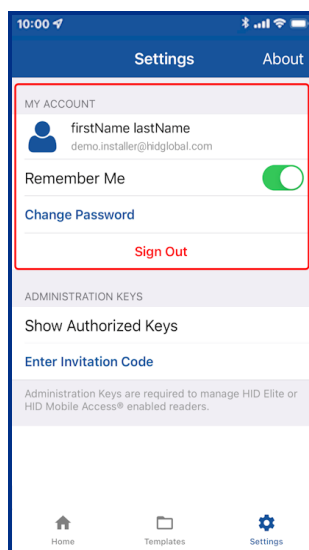 10:00
Settings
About
MY ACCOUNT
firstName lastName
demo.installer@hidglobal.com
Remember Me
Change Password
Sign Out
ADMINISTRATION KEYS
Show Authorized Keys
Enter Invitation Code
Administration Keys are required to manage HID Elite or
HID Mobile Access® enabled readers.
Home
Templates
Settings